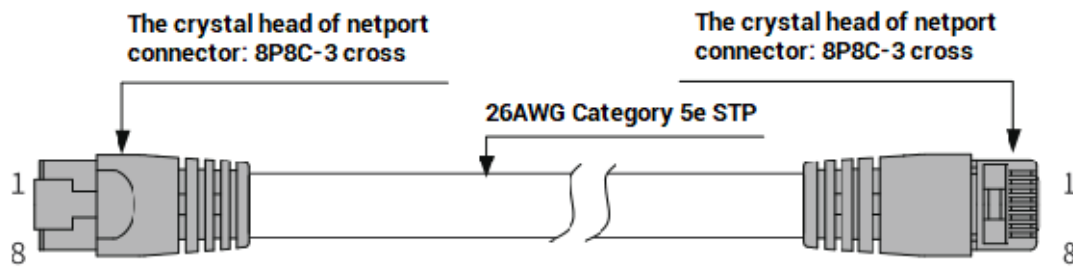 The crystal head of netport
connector: 8P8C-3 cross
The crystal head of netport
connector: 8P8C-3 cross
26AWG Category 5e STP
1
8
1
8